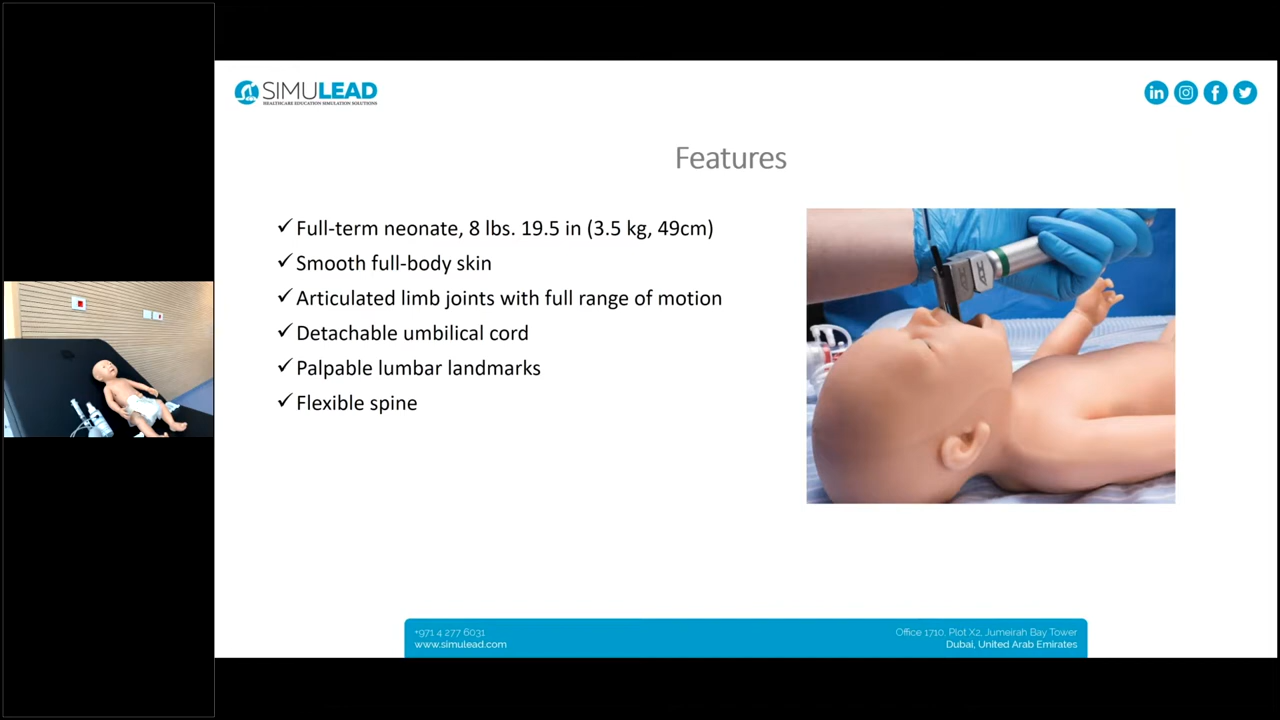 SIMULEAD
HEALTHCARE EDUCATION SIMULATION SOLUTIONS
Features
✓ Full-term neonate, 8 lbs. 19.5 in (3.5 kg, 49cm)
✓ Smooth full-body skin
✓ Articulated limb joints with full range of motion
✓ Detachable umbilical cord
✓ Palpable lumbar landmarks
✓ Flexible spine
+971 4 277 6031
www.simulead.com
Office 1710, Plot X2, Jumeirah Bay Tower
Dubai, United Arab Emirates